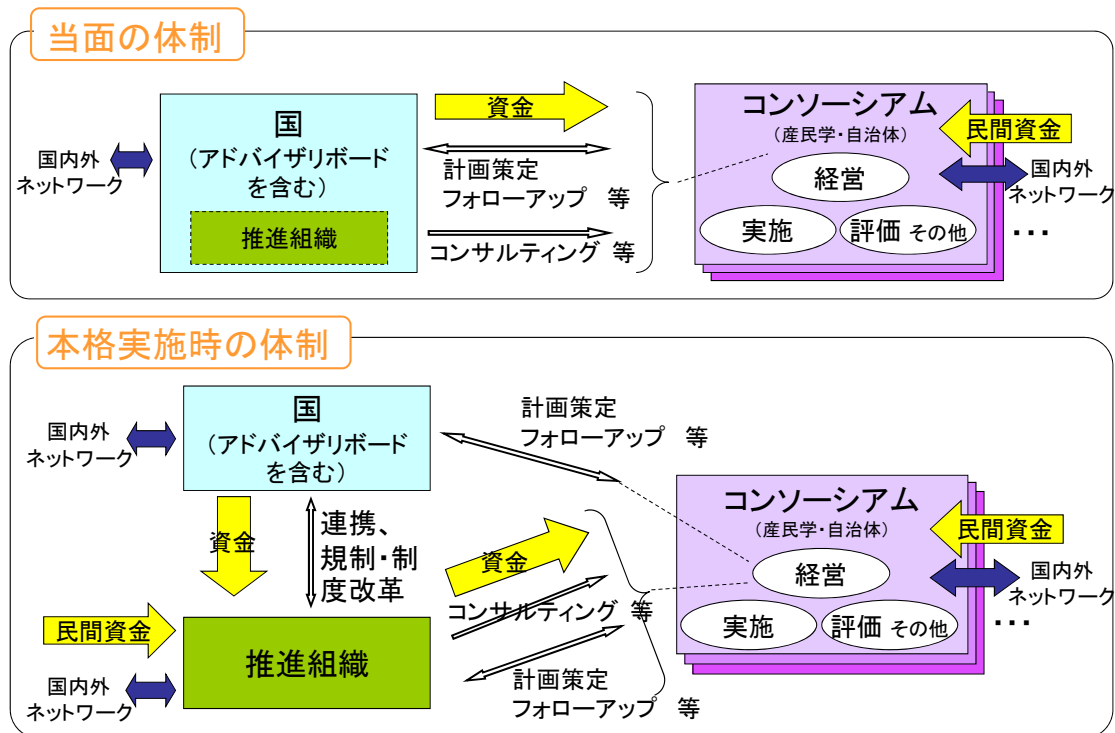 当面の体制
国
（アドバイザリボード
を含む）
推進組織
国内外
ネットワーク
資金
計画策定
フォローアップ　等
コンサルティング　等
コンソーシアム
（産民学・自治体）
経営
実施
評価 その他
民間資金
国内外
ネットワーク
・・・
本格実施時の体制
国
（アドバイザリボード
を含む）
国内外
ネットワーク
計画策定
フォローアップ　等
資金
連携、
規制・制
度改革
民間資金
推進組織
国内外
ネットワーク
資金
コンサルティング　等
計画策定
フォローアップ　等
コンソーシアム
（産民学・自治体）
経営
実施
評価 その他
民間資金
国内外
ネットワーク
・・・